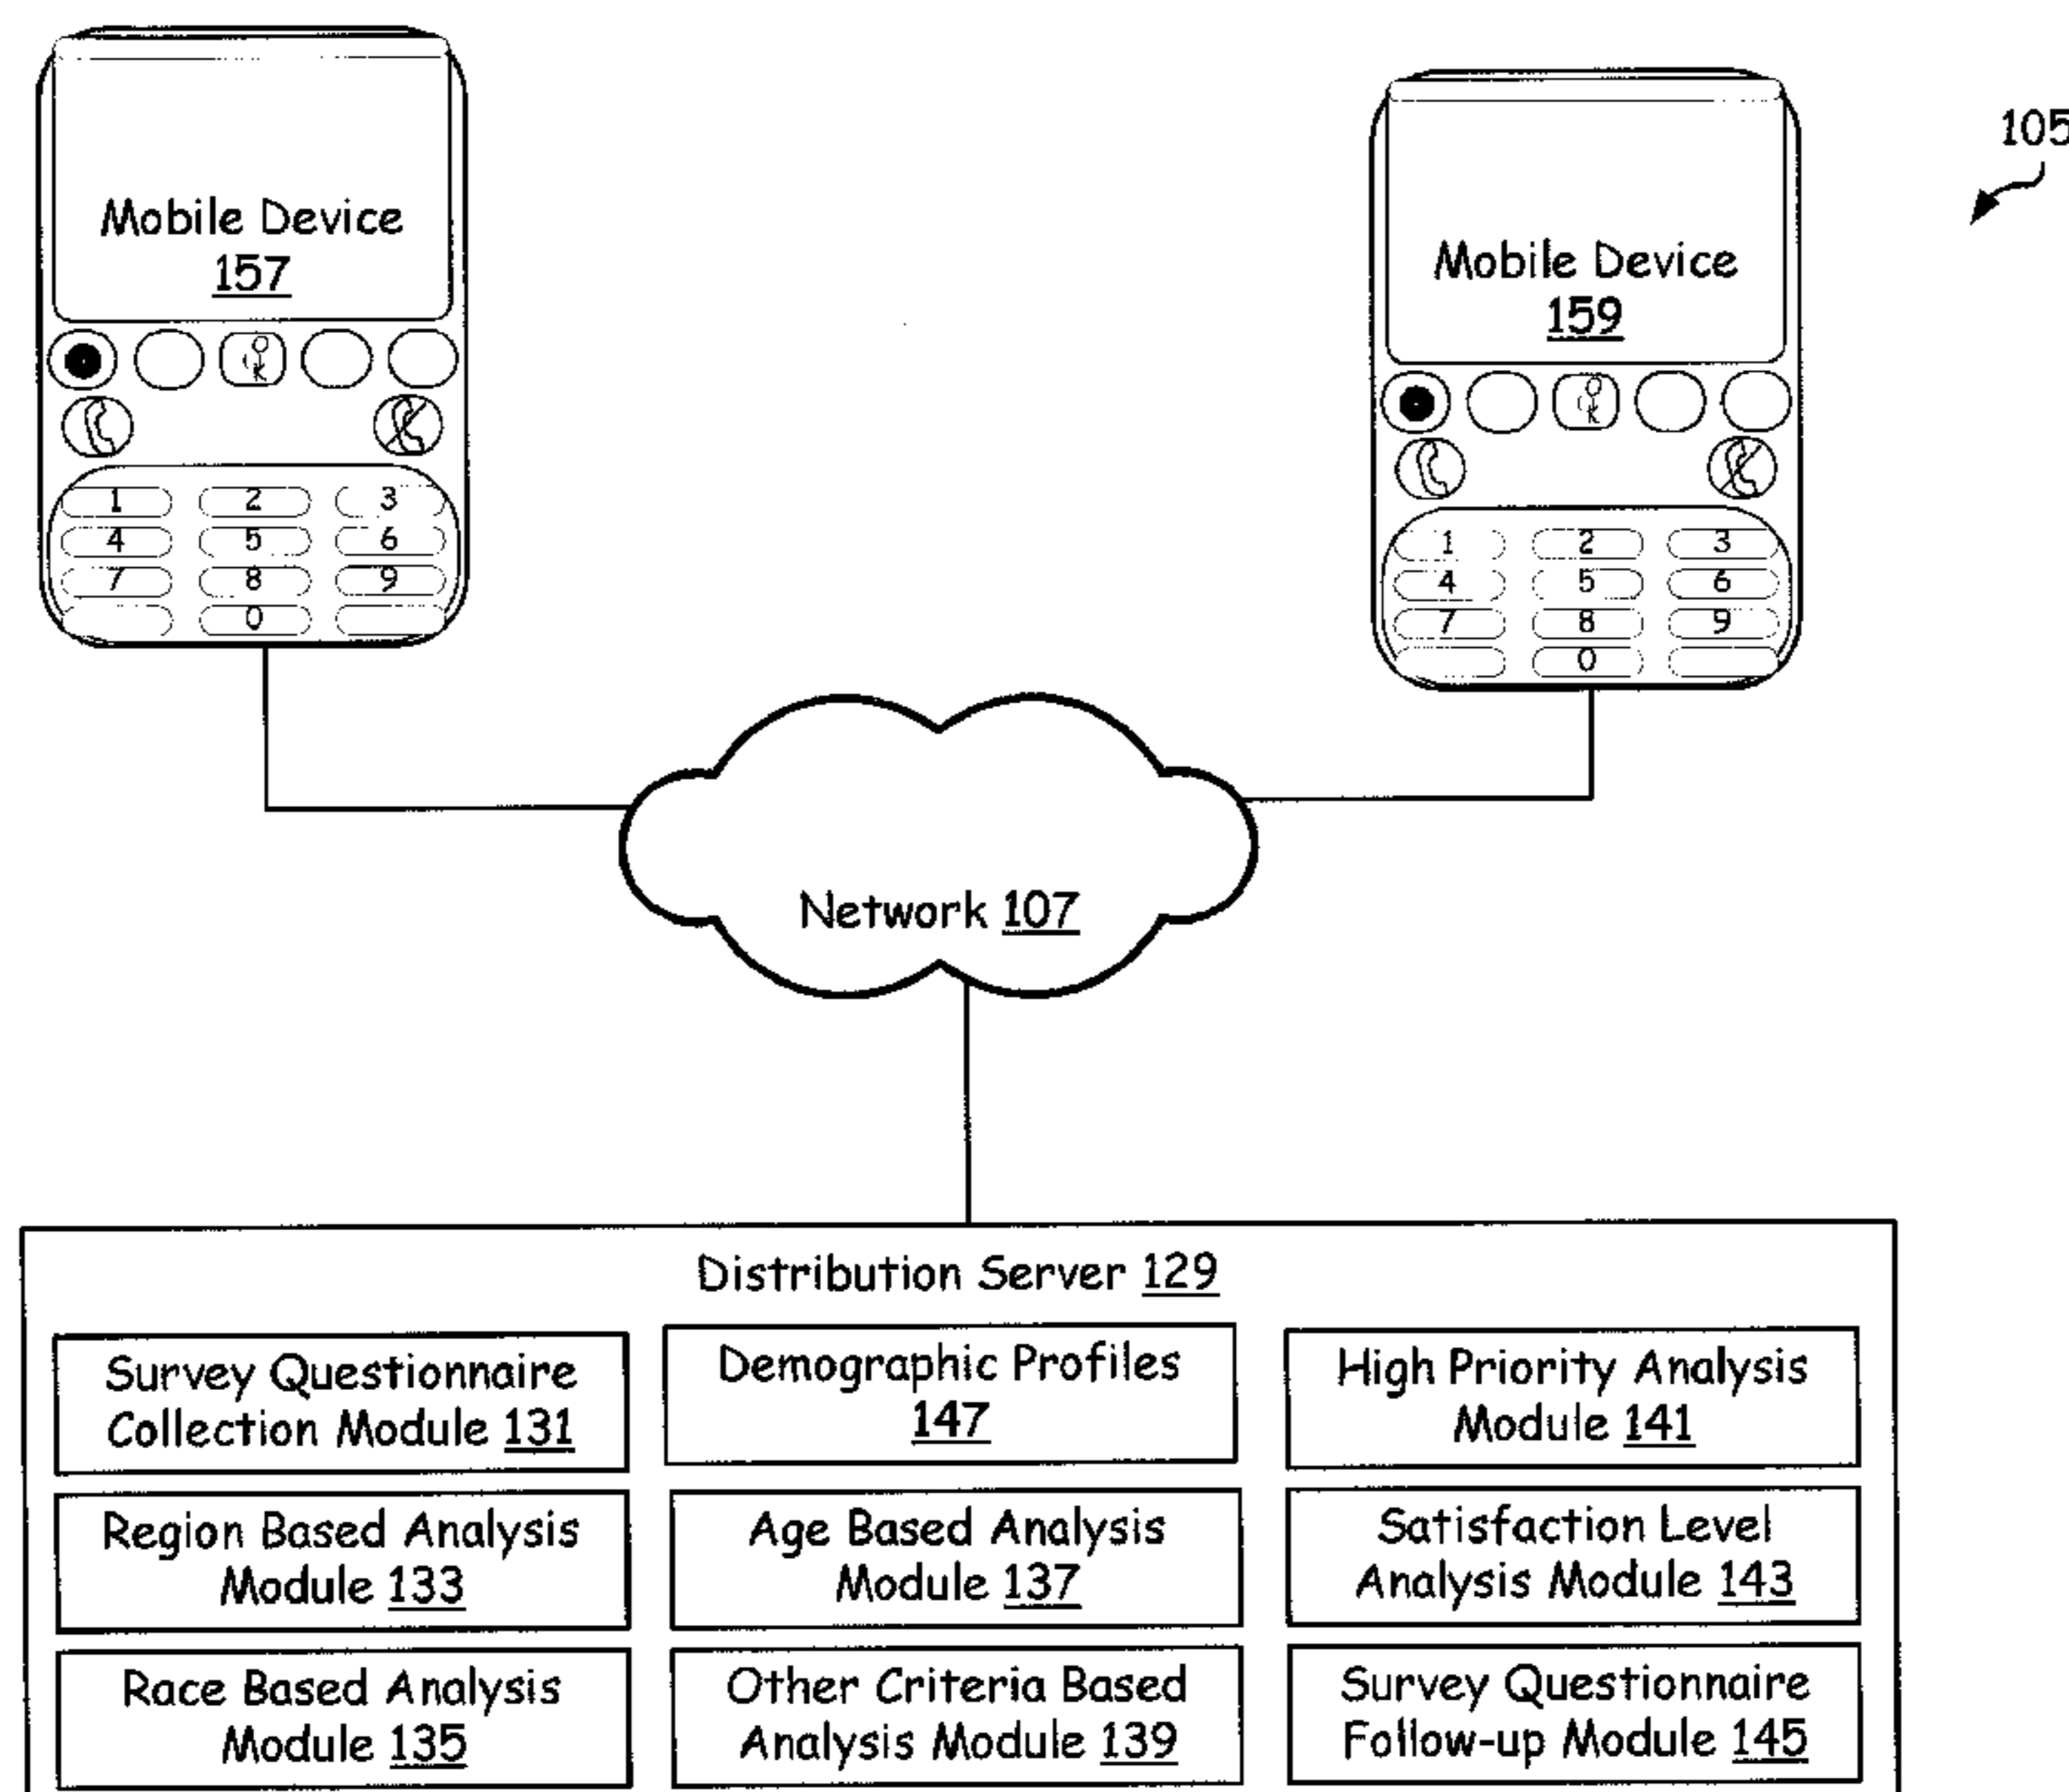 105
Mobile Device
157
OK
1 2 3
4 5 6
7 8 9
0
Mobile Device
159
OK
1 2 3
4 5 6
7 8 9
0
Network 107
Distribution Server 129
Survey Questionnaire
Collection Module 131
Demographic Profiles
147
High Priority Analysis
Module 141
Region Based Analysis
Module 133
Age Based Analysis
Module 137
Satisfaction Level
Analysis Module 143
Race Based Analysis
Module 135
Other Criteria Based
Analysis Module 139
Survey Questionnaire
Follow-up Module 145